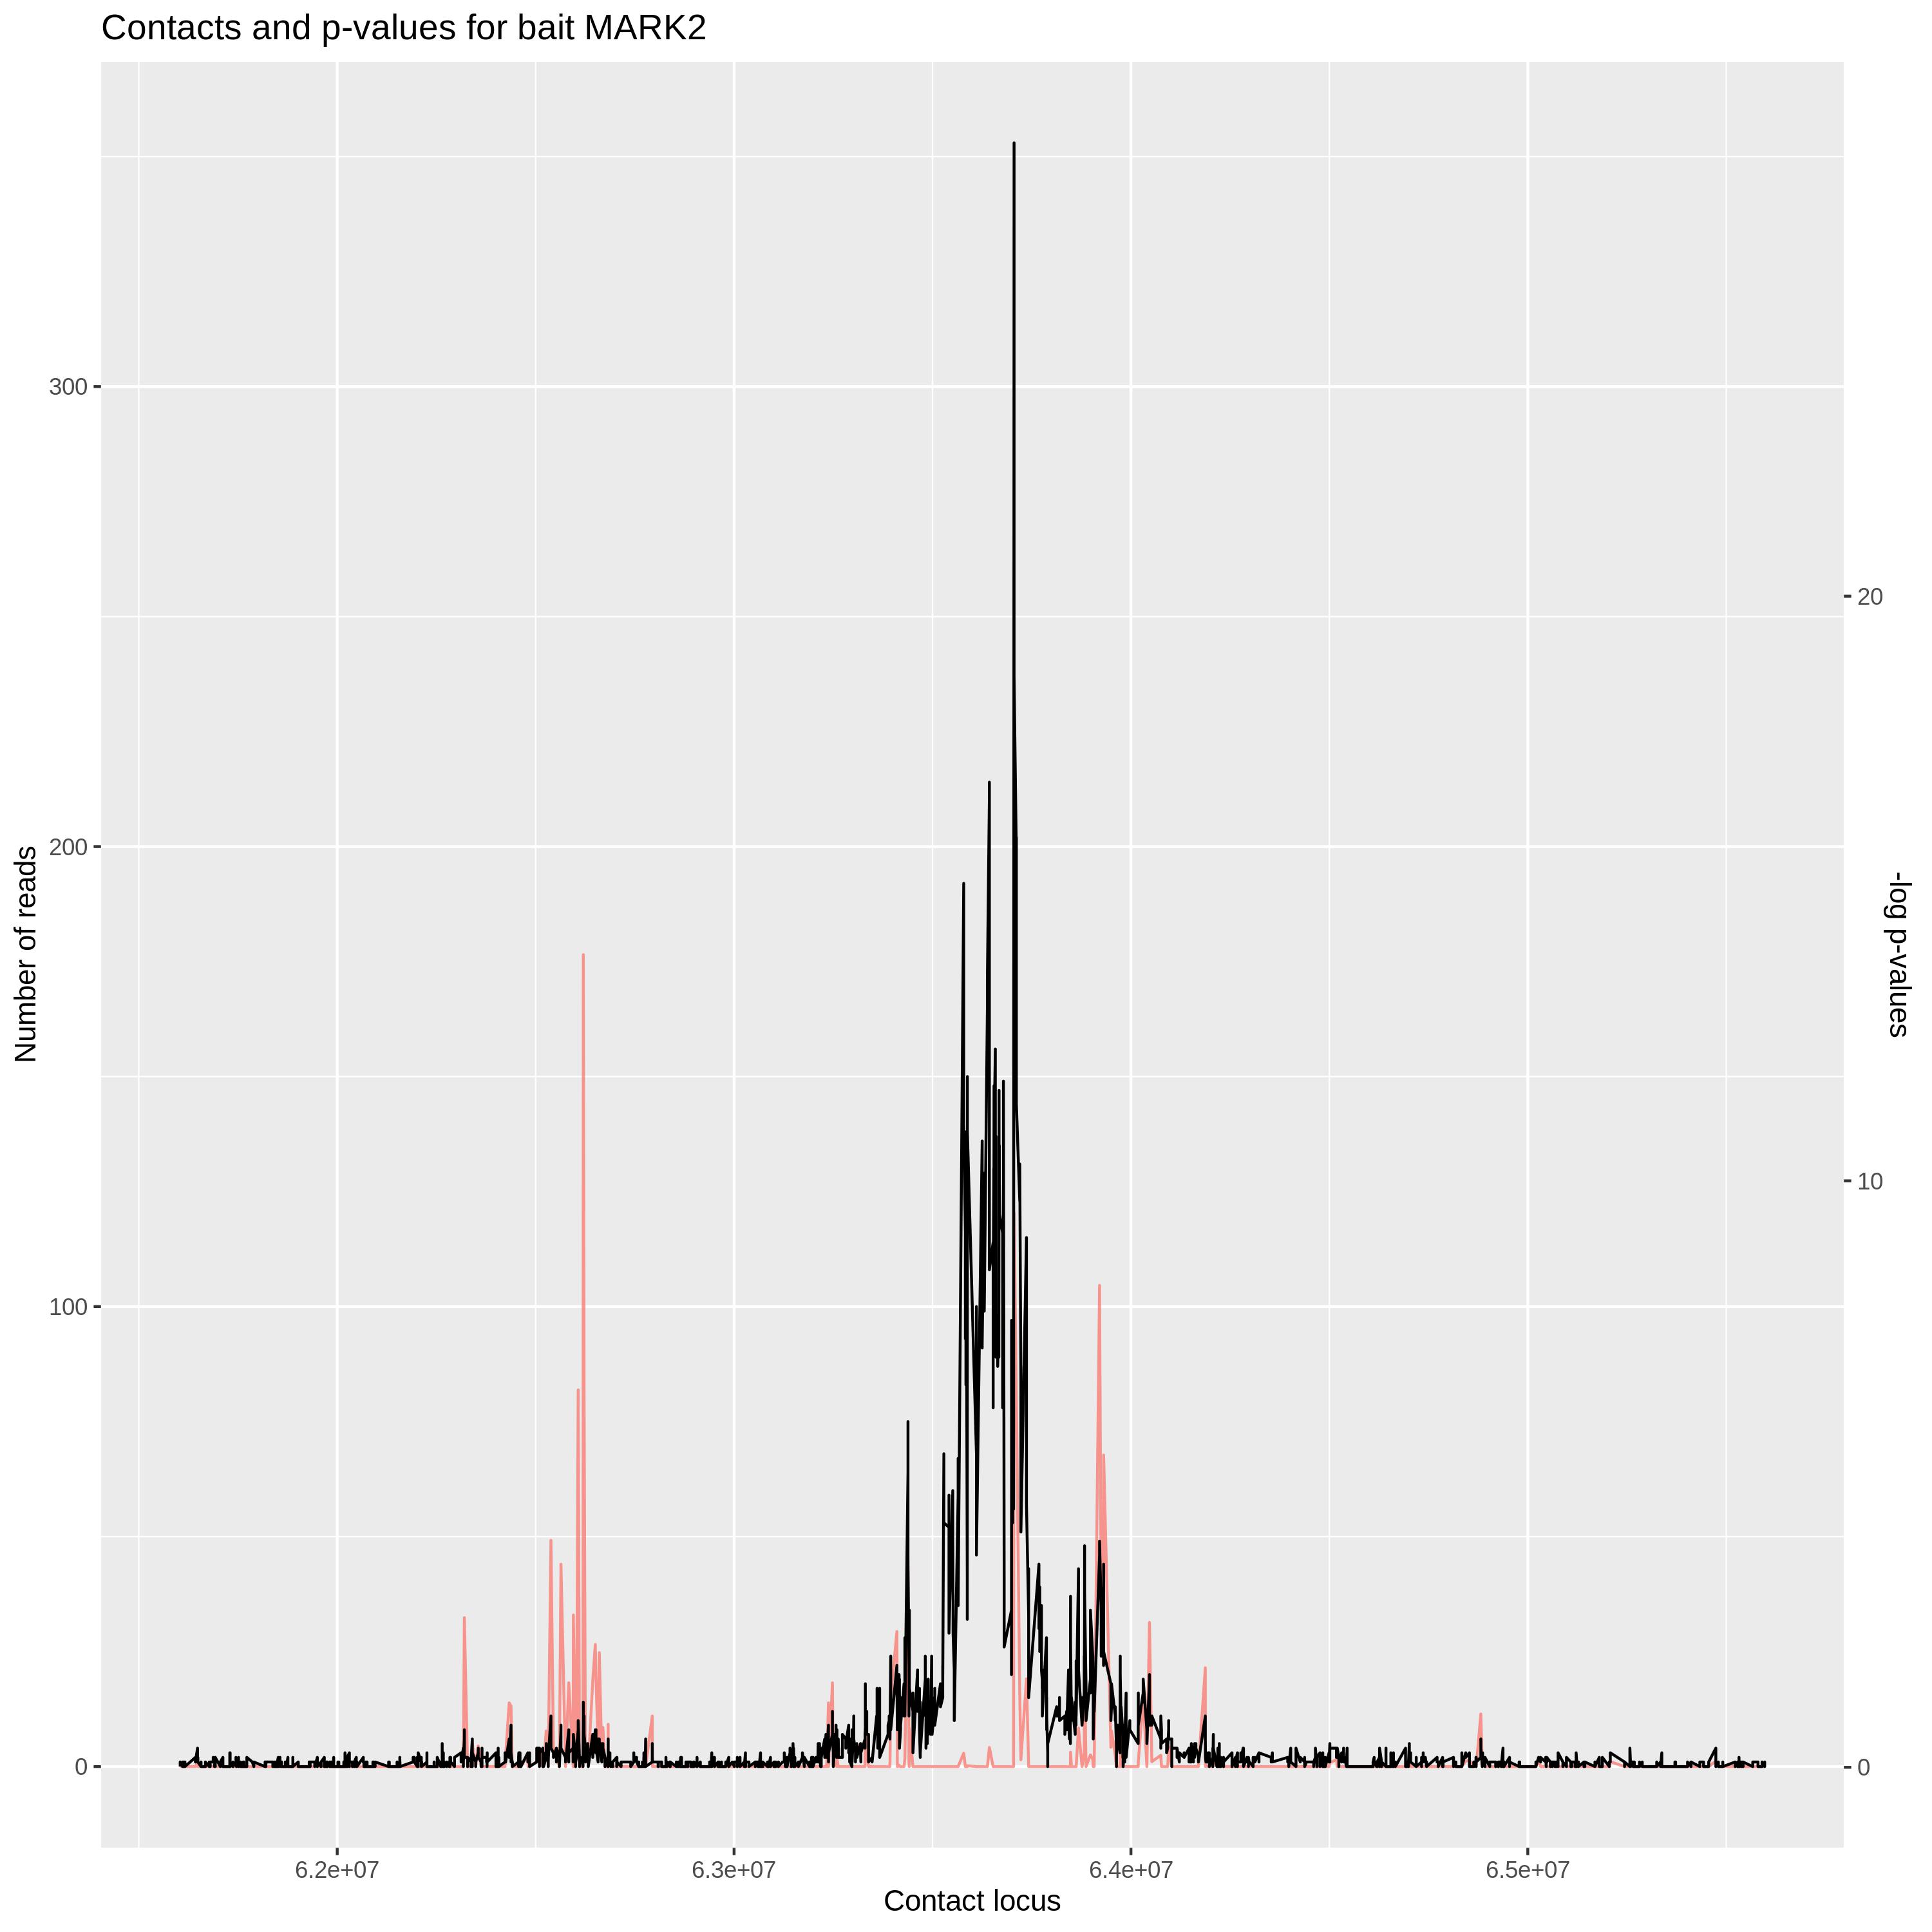 Contacts and p-values for bait MARK2
Number of reads
300
200
100
0
20
10
0
-log p-values
6.2e+07
6.3e+07
6.4e+07
6.5e+07
Contact locus